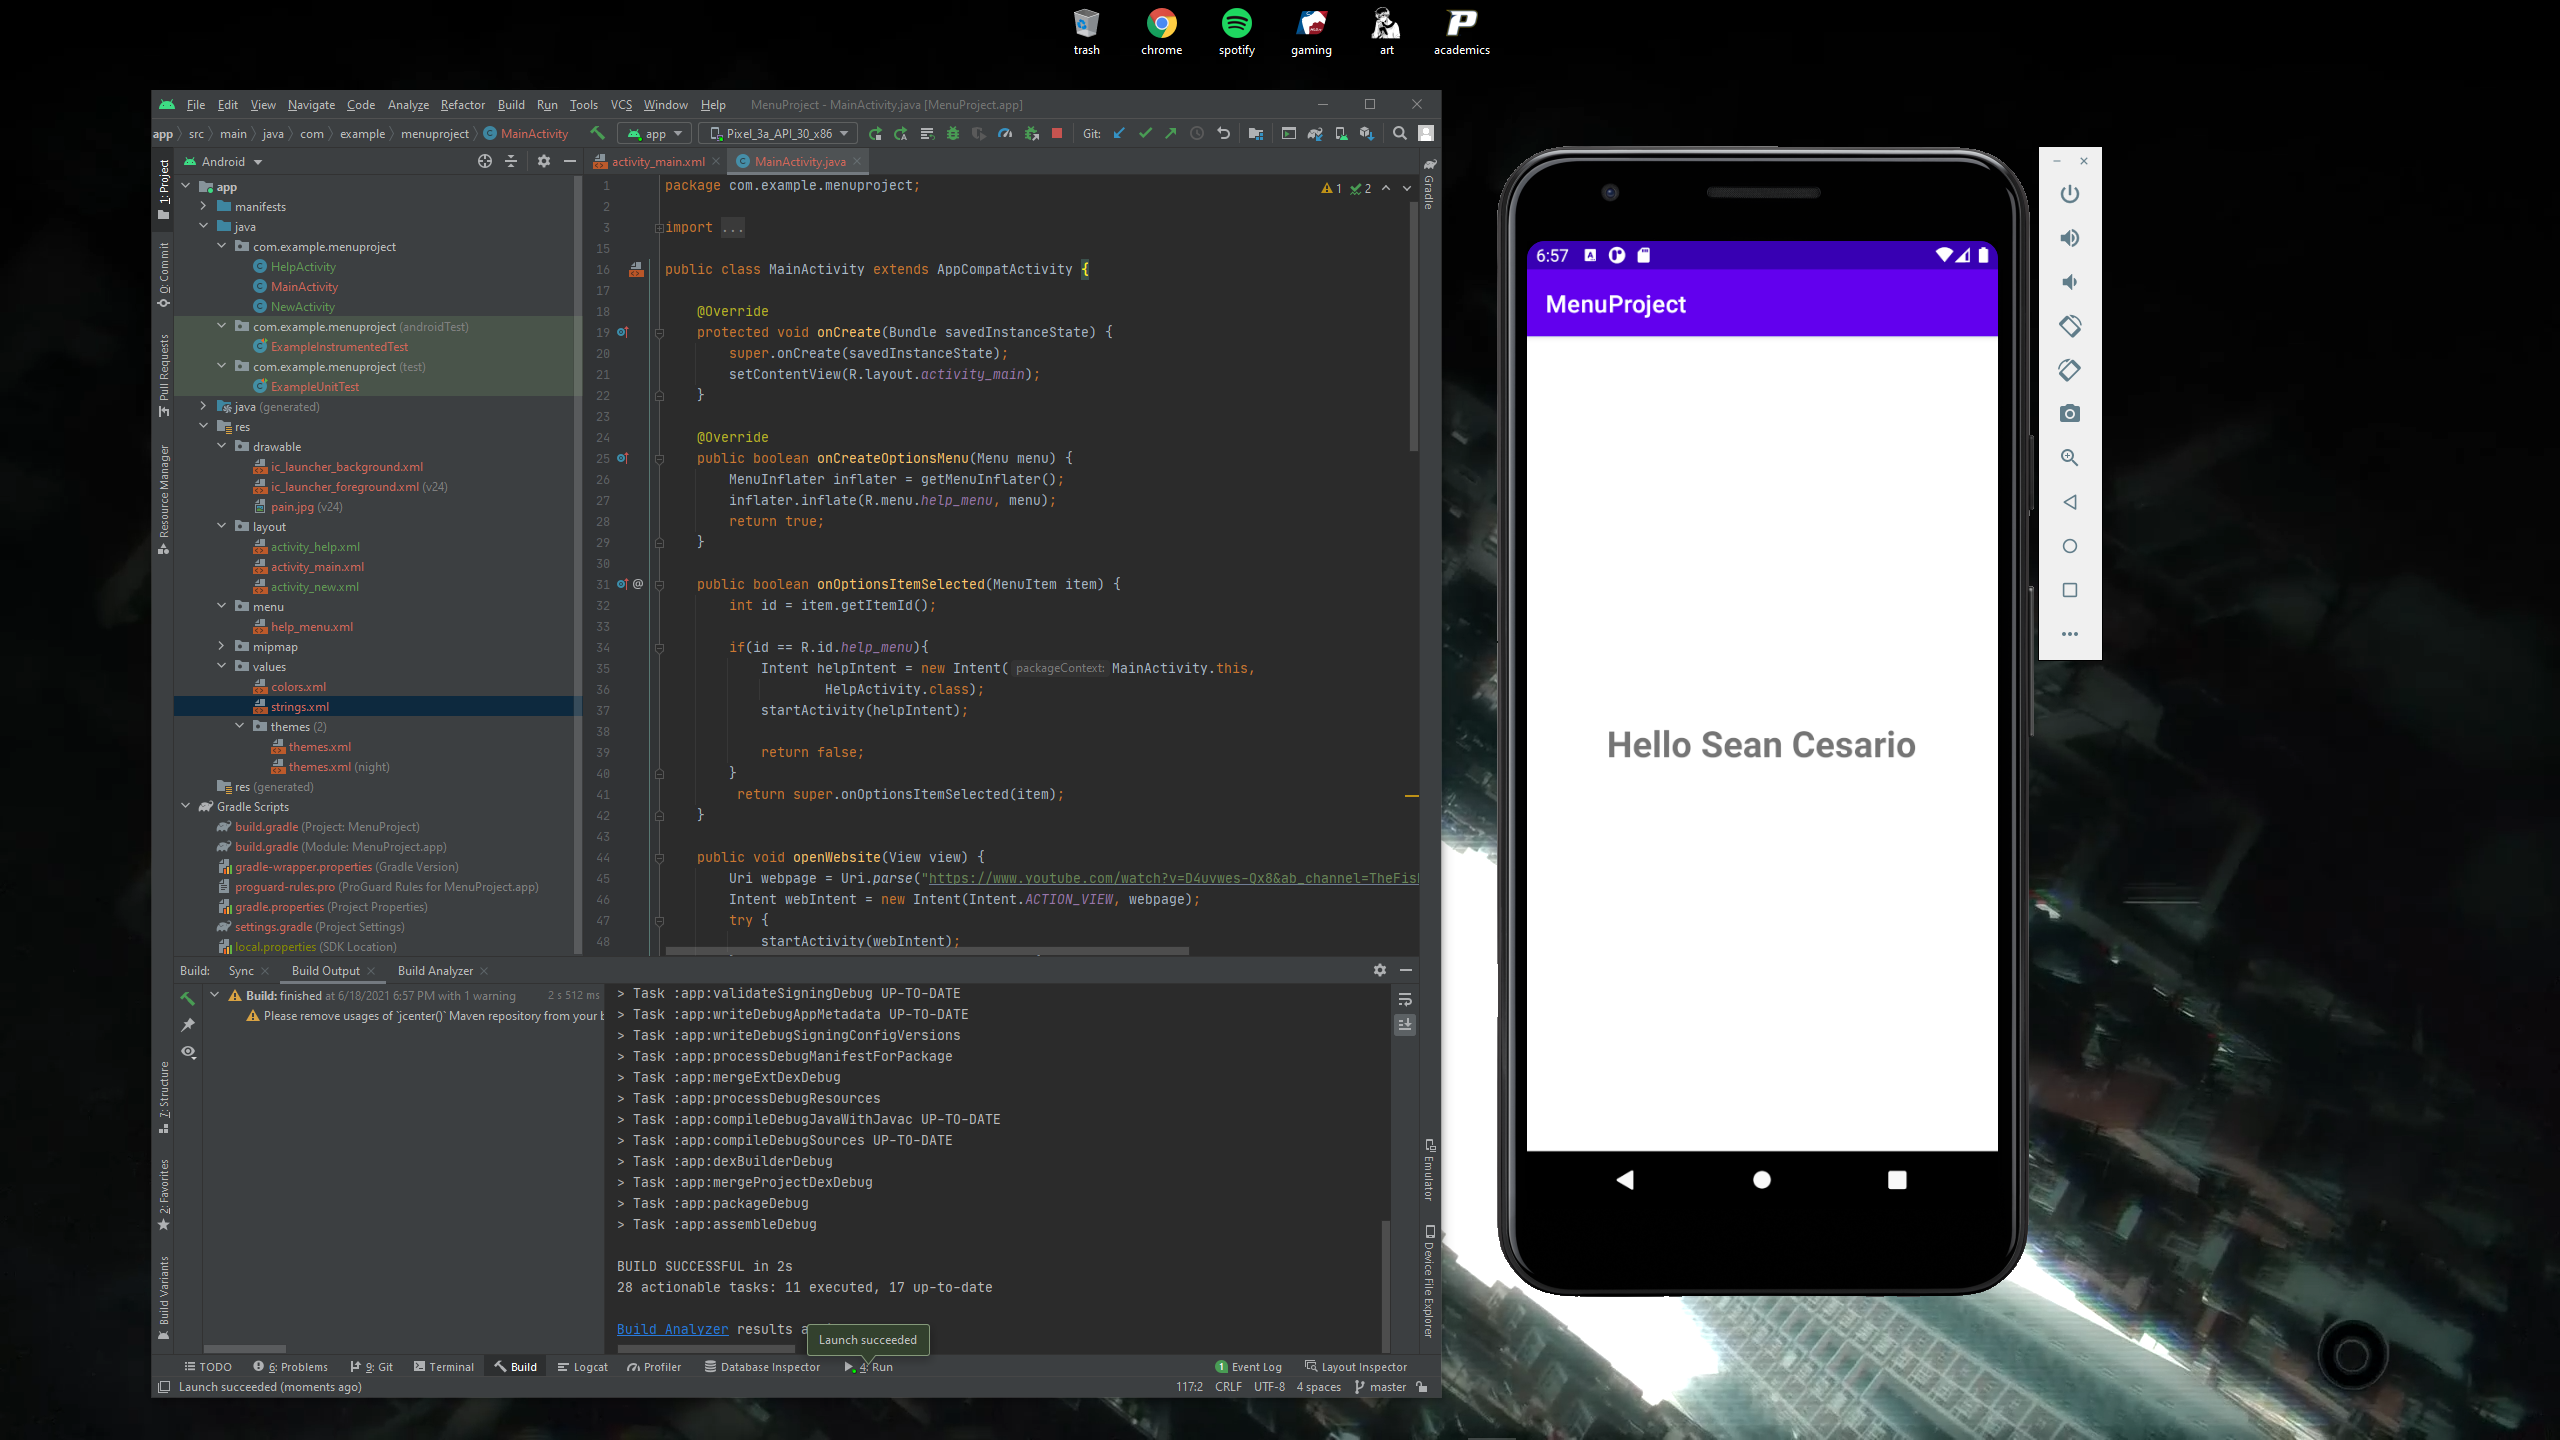 trash
chrome
spotify
gaming
art
academics
File Edit View Navigate Code Analyze Refactor Build Run Tools VCS Window Help MenuProject - MainActivity.java [MenuProject.app]
app src main java com example menuproject MainActivity app Pixel_3a_API_30_x86 Git:
1: Project
0: Commit
Pull Requests
Resource Manager
7: Structure
2: Favorites
Build Variants
Android
app
manifests
java
com.example.menuproject
HelpActivity
MainActivity
NewActivity
com.example.menuproject (androidTest)
ExampleInstrumentedTest
com.example.menuproject (test)
ExampleUnitTest
java (generated)
res
drawable
ic_launcher_background.xml
ic_launcher_foreground.xml (v24)
pain.jpg (v24)
layout
activity_help.xml
activity_main.xml
activity_new.xml
menu
help_menu.xml
mipmap
values
colors.xml
strings.xml
themes (2)
themes.xml
themes.xml (night)
res (generated)
Gradle Scripts
build.gradle (Project: MenuProject)
build.gradle (Module: MenuProject.app)
gradle-wrapper.properties (Gradle Version)
proguard-rules.pro (ProGuard Rules for MenuProject.app)
gradle.properties (Project Properties)
settings.gradle (Project Settings)
local.properties (SDK Location)
activity_main.xml MainActivity.java
1 2
1 package com.example.menuproject;
2
3 import ...
15
16 public class MainActivity extends AppCompatActivity {
17
18 @Override
19 protected void onCreate(Bundle savedInstanceState) {
20 super.onCreate(savedInstanceState);
21 setContentView(R.layout.activity_main);
22 }
23
24 @Override
25 public boolean onCreateOptionsMenu(Menu menu) {
26 MenuInflater inflater = getMenuInflater();
27 inflater.inflate(R.menu.help_menu, menu);
28 return true;
29 }
30
31 @ public boolean onOptionsItemSelected(MenuItem item) {
32 int id = item.getItemId();
33
34 if(id == R.id.help_menu){
35 Intent helpIntent = new Intent( packageContext: MainActivity.this,
36 HelpActivity.class);
37 startActivity(helpIntent);
38
39 return false;
40 }
41 return super.onOptionsItemSelected(item);
42 }
43
44 public void openWebsite(View view) {
45 Uri webpage = Uri.parse("https://www.youtube.com/watch?v=D4uvwes-Qx8&ab_channel=TheFis
46 Intent webIntent = new Intent(Intent.ACTION_VIEW, webpage);
47 try {
48 startActivity(webIntent);
Gradle
Emulator
Device File Explorer
Build: Sync Build Output Build Analyzer
Build: finished at 6/18/2021 6:57 PM with 1 warning 2 s 512 ms
Please remove usages of `jcenter()` Maven repository from your b
> Task :app:validateSigningDebug UP-TO-DATE
> Task :app:writeDebugAppMetadata UP-TO-DATE
> Task :app:writeDebugSigningConfigVersions
> Task :app:processDebugManifestForPackage
> Task :app:mergeExtDexDebug
> Task :app:processDebugResources
> Task :app:compileDebugJavaWithJavac UP-TO-DATE
> Task :app:compileDebugSources UP-TO-DATE
> Task :app:dexBuilderDebug
> Task :app:mergeProjectDexDebug
> Task :app:packageDebug
> Task :app:assembleDebug
BUILD SUCCESSFUL in 2s
28 actionable tasks: 11 executed, 17 up-to-date
Build Analyzer results a
Launch succeeded
TODO 6: Problems 9: Git Terminal Build Logcat Profiler Database Inspector 4: Run 1 Event Log Layout Inspector
Launch succeeded (moments ago) 117:2 CRLF UTF-8 4 spaces master
6:57
MenuProject
Hello Sean Cesario